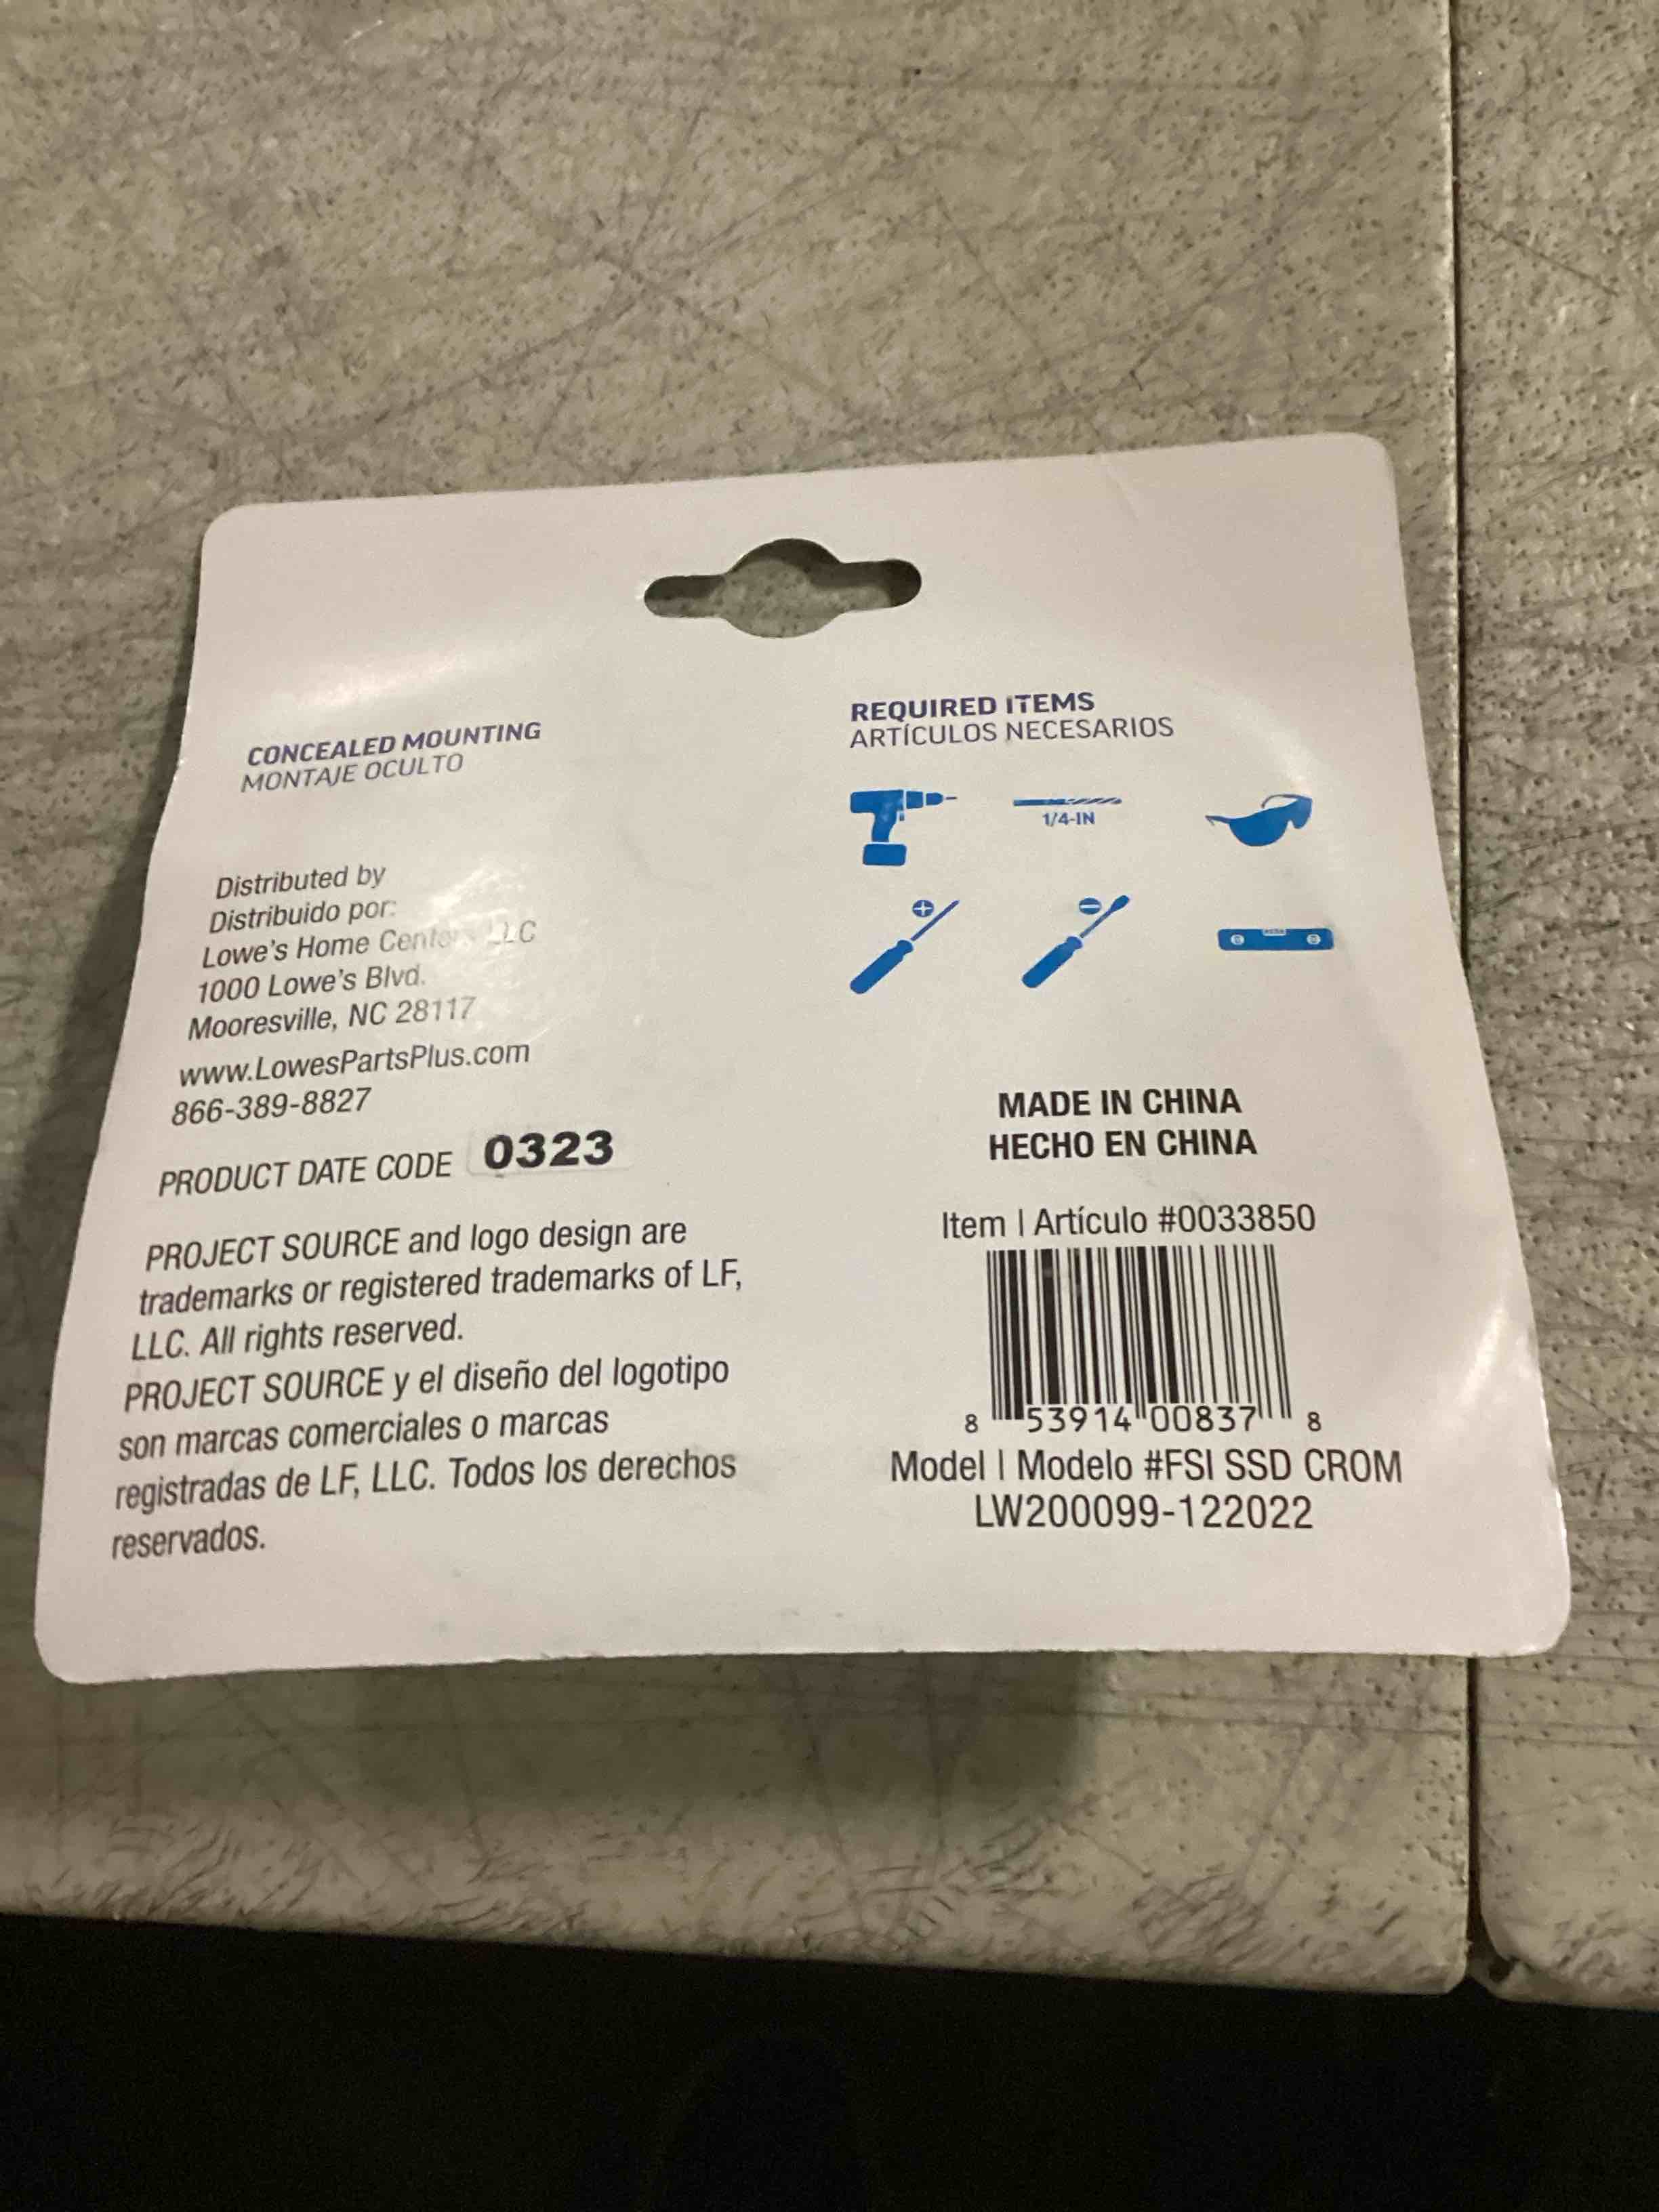 CONCEALED MOUNTING
MONTAJE OCULTO
Distributed by
Distribuido por:
Lowe's Home Centers LLC
1000 Lowe's Blvd.
Mooresville, NC 28117
www.LowesPartsPlus.com
866-389-8827
PRODUCT DATE CODE 0323
PROJECT SOURCE and logo design are
trademarks or registered trademarks of LF,
LLC. All rights reserved.
PROJECT SOURCE y el diseño del logotipo
son marcas comerciales o marcas
registradas de LF, LLC. Todos los derechos
reservados.
REQUIRED ITEMS
ARTÍCULOS NECESARIOS
1/4-IN
MADE IN CHINA
HECHO EN CHINA
Item | Artículo #0033850
8 53914 00837 8
Model | Modelo #FSI SSD CROM
LW200099-122022